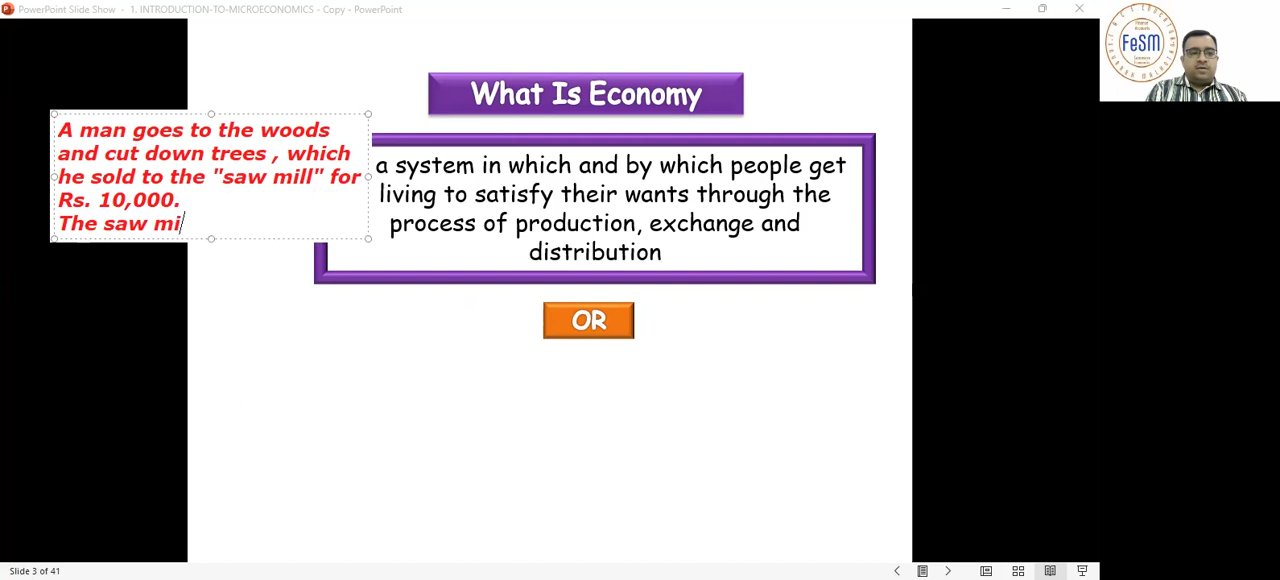 PowerPoint Slide Show - 1. INTRODUCTION-TO-MICROECONOMICS - Copy - PowerPoint
FeSM
What Is Economy
A man goes to the woods
and cut down trees , which
he sold to the "saw mill" for
Rs. 10,000.
The saw mi
a system in which and by which people get
living to satisfy their wants through the
process of production, exchange and
distribution
OR
Slide 3 of 41